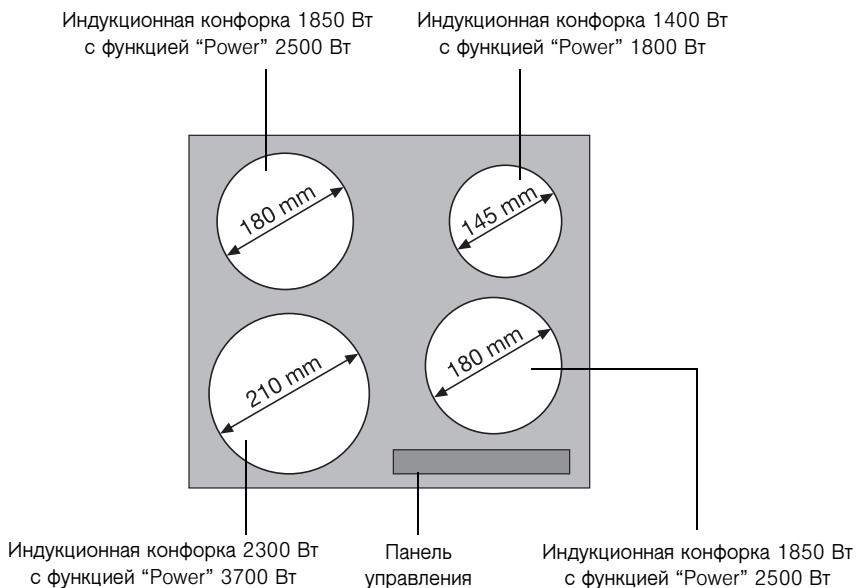 Индукционная конфорка 1850 Вт
с функцией “Power” 2500 Вт
Индукционная конфорка 1400 Вт
с функцией “Power” 1800 Вт
180 mm
145 mm
210 mm
180 mm
Индукционная конфорка 2300 Вт
с функцией “Power” 3700 Вт
Панель
управления
Индукционная конфорка 1850 Вт
с функцией “Power” 2500 Вт